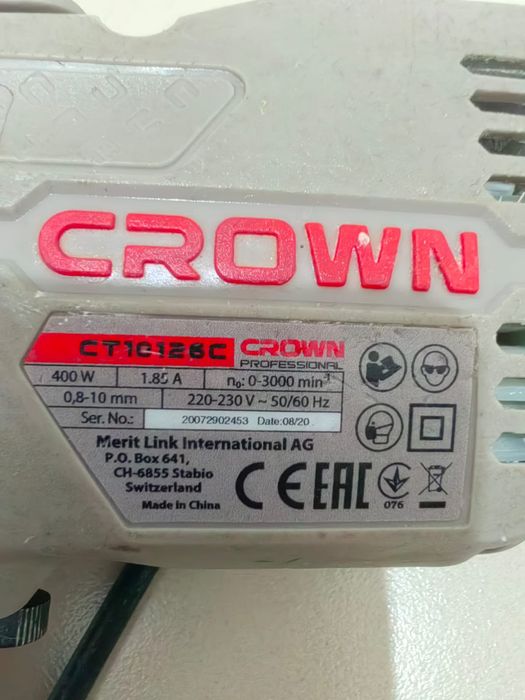 CROWN
CT10126C CROWN
PROFESSIONAL
400 W 1.85 A n₀: 0-3000 min⁻¹
0,8-10 mm 220-230 V ~ 50/60 Hz
Ser. No.: 20072902453 Date:08/20
Merit Link International AG
P.O. Box 641,
CH-6855 Stabio
Switzerland
Made in China
CE EAC 076